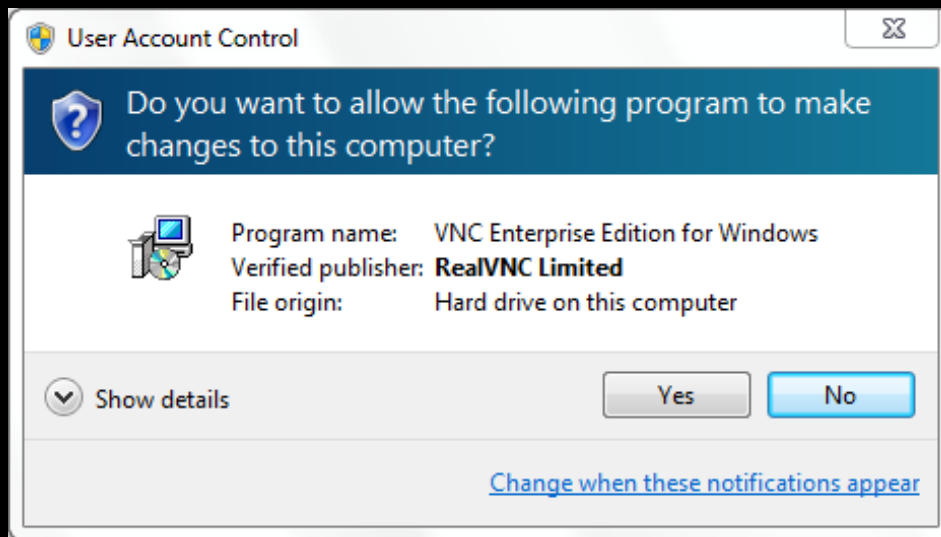 User Account Control
Do you want to allow the following program to make
changes to this computer?
Program name: VNC Enterprise Edition for Windows
Verified publisher: RealVNC Limited
File origin: Hard drive on this computer
Show details
Yes
No
Change when these notifications appear